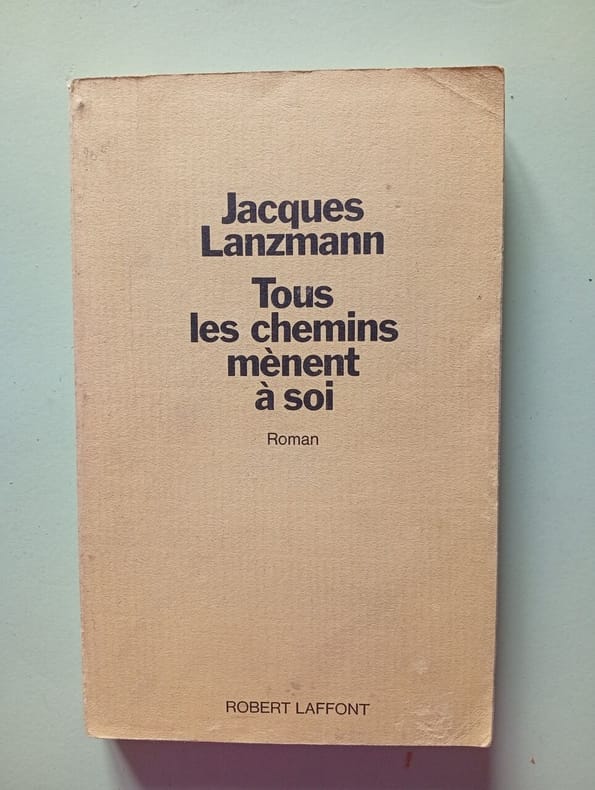 Jacques
Lanzmann
Tous
les chemins
mènent
à soi
Roman
ROBERT LAFFONT